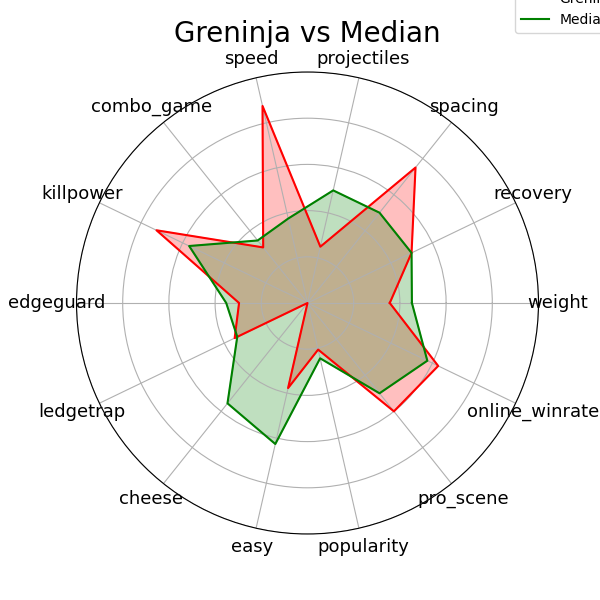 Greninja vs Median
speed
projectiles
combo_game
spacing
killpower
recovery
edgeguard
weight
ledgetrap
online_winrate
cheese
pro_scene
easy
popularity